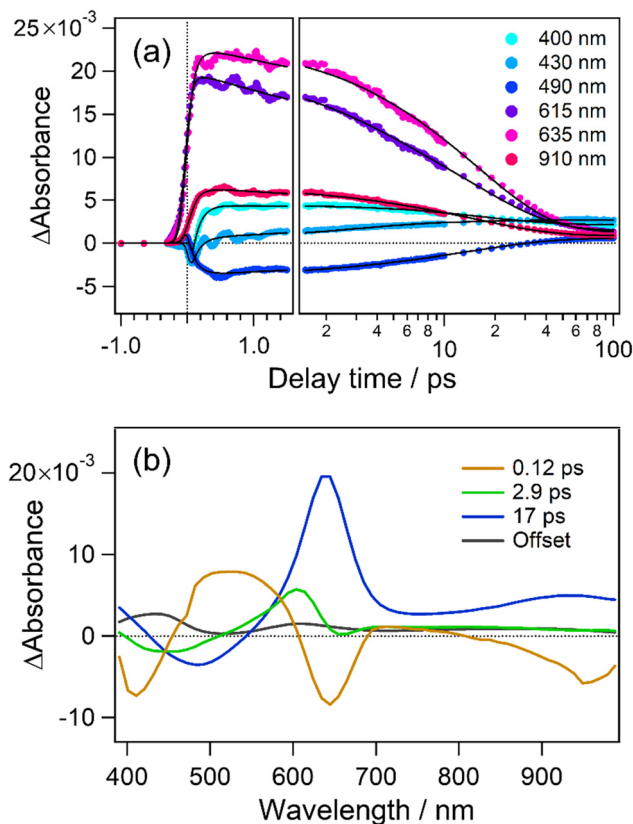 (a)
25×10⁻³
20
15
10
5
0
-5
ΔAbsorbance
400 nm
430 nm
490 nm
615 nm
635 nm
910 nm
-1.0 1.0 2 4 6 8 10 2 4 6 8 100
Delay time / ps
(b)
20×10⁻³
10
0
-10
ΔAbsorbance
0.12 ps
2.9 ps
17 ps
Offset
400 500 600 700 800 900
Wavelength / nm